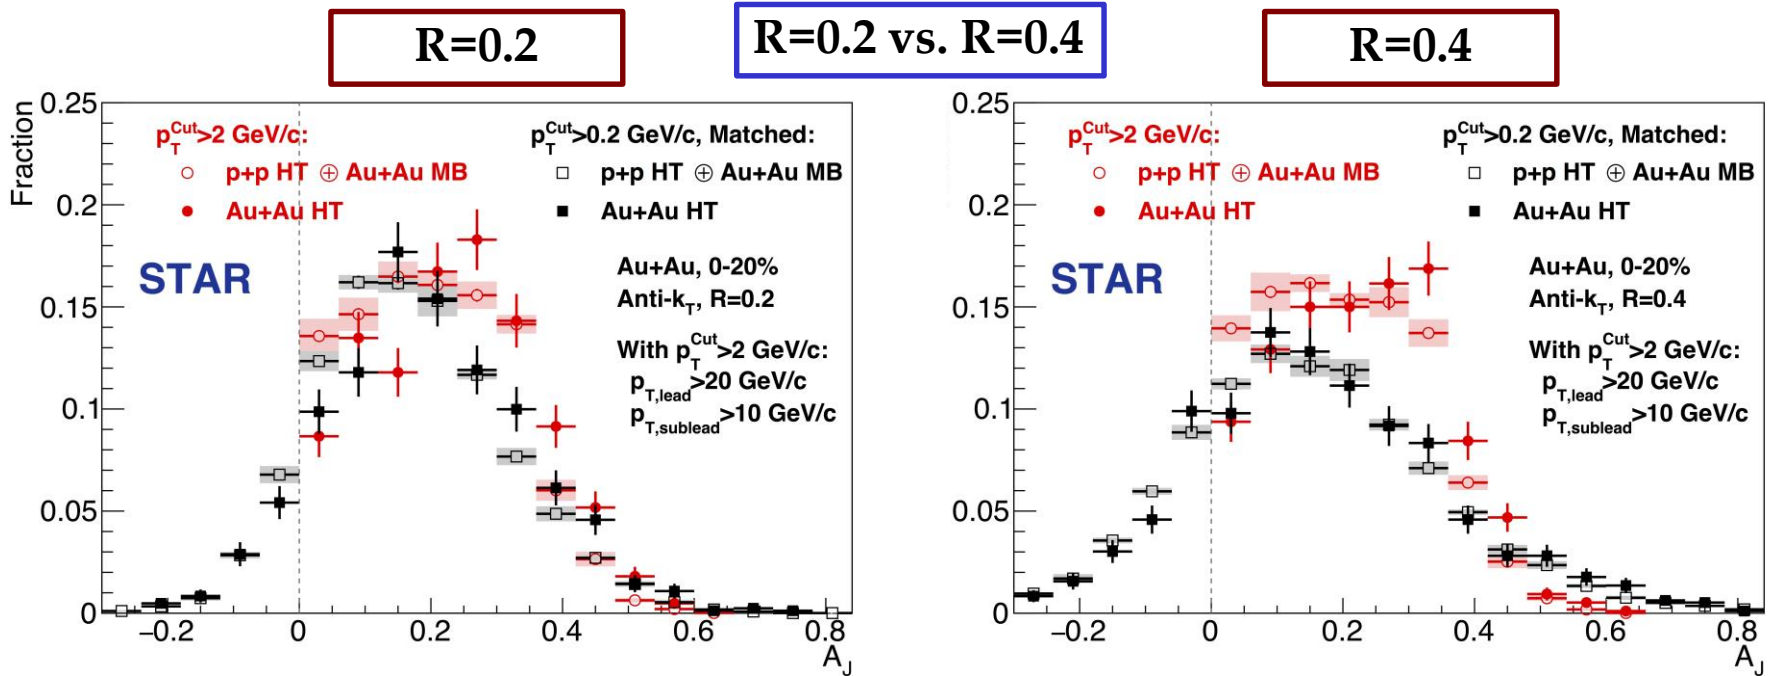 R=0.2
R=0.2 vs. R=0.4
R=0.4
Fraction
0.25
0.2
0.15
0.1
0.05
0
p_T^Cut>2 GeV/c:
p+p HT ⊕ Au+Au MB
Au+Au HT
p_T^Cut>0.2 GeV/c, Matched:
p+p HT ⊕ Au+Au MB
Au+Au HT
STAR
Au+Au, 0-20%
Anti-k_T, R=0.2
With p_T^Cut>2 GeV/c:
p_T,lead>20 GeV/c
p_T,sublead>10 GeV/c
−0.2 0 0.2 0.4 0.6 0.8
A_J
0.25
0.2
0.15
0.1
0.05
0
p_T^Cut>2 GeV/c:
p+p HT ⊕ Au+Au MB
Au+Au HT
p_T^Cut>0.2 GeV/c, Matched:
p+p HT ⊕ Au+Au MB
Au+Au HT
STAR
Au+Au, 0-20%
Anti-k_T, R=0.4
With p_T^Cut>2 GeV/c:
p_T,lead>20 GeV/c
p_T,sublead>10 GeV/c
−0.2 0 0.2 0.4 0.6 0.8
A_J